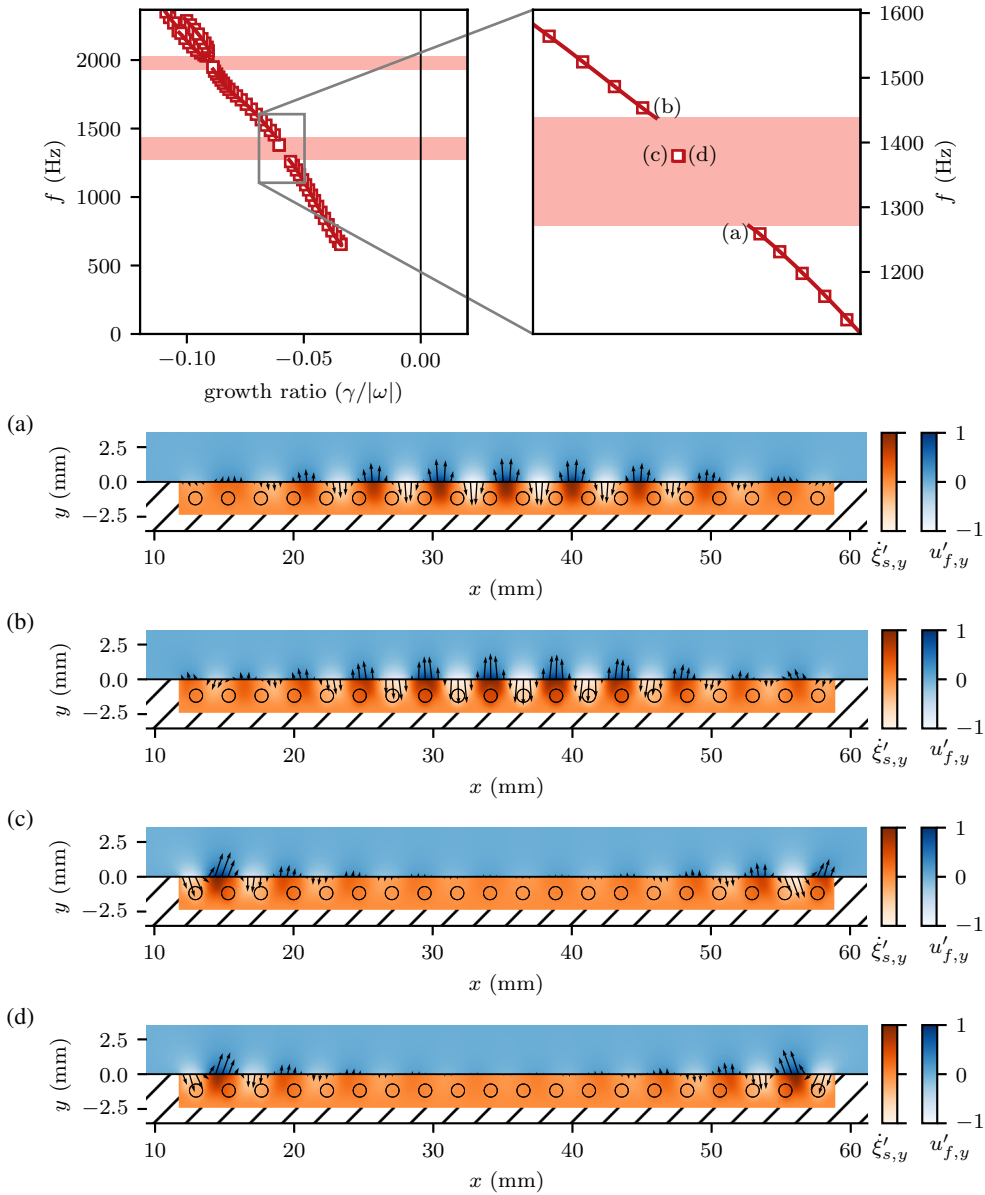 2000
1500
1000
500
0
f (Hz)
−0.10
−0.05
0.00
growth ratio (γ/|ω|)
(b)
(c)
(d)
(a)
1600
1500
1400
1300
1200
f (Hz)
(a)
2.5
0.0
−2.5
y (mm)
10
20
30
40
50
60
x (mm)
1
0
−1
ξ̇′s,y
u′f,y
(b)
2.5
0.0
−2.5
y (mm)
10
20
30
40
50
60
x (mm)
1
0
−1
ξ̇′s,y
u′f,y
(c)
2.5
0.0
−2.5
y (mm)
10
20
30
40
50
60
x (mm)
1
0
−1
ξ̇′s,y
u′f,y
(d)
2.5
0.0
−2.5
y (mm)
10
20
30
40
50
60
x (mm)
1
0
−1
ξ̇′s,y
u′f,y